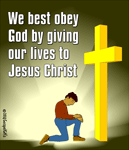 We best obey
God by giving
our lives to
Jesus Christ